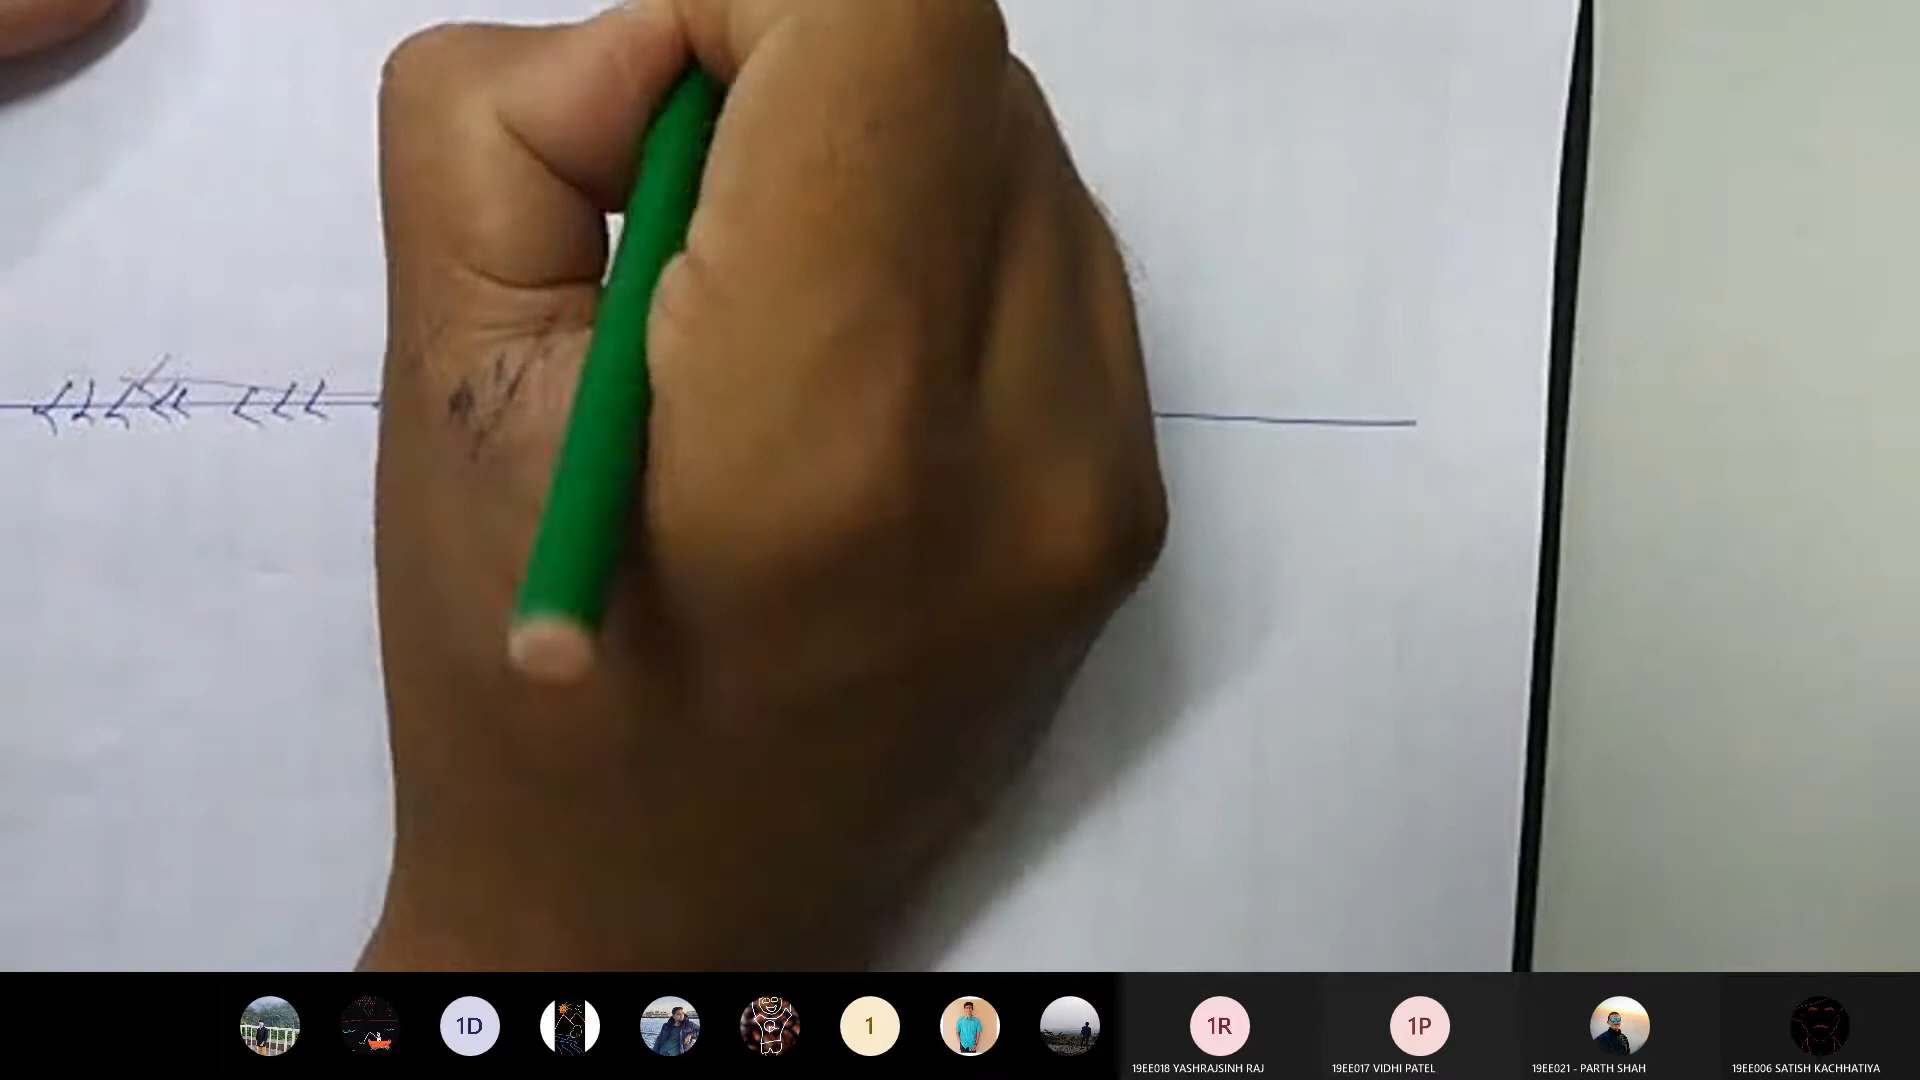 1D
1
1R
1P
19EE018 YASHRAJSINH RAJ
19EE017 VIDHI PATEL
19EE021 - PARTH SHAH
19EE006 SATISH KACHHATIYA